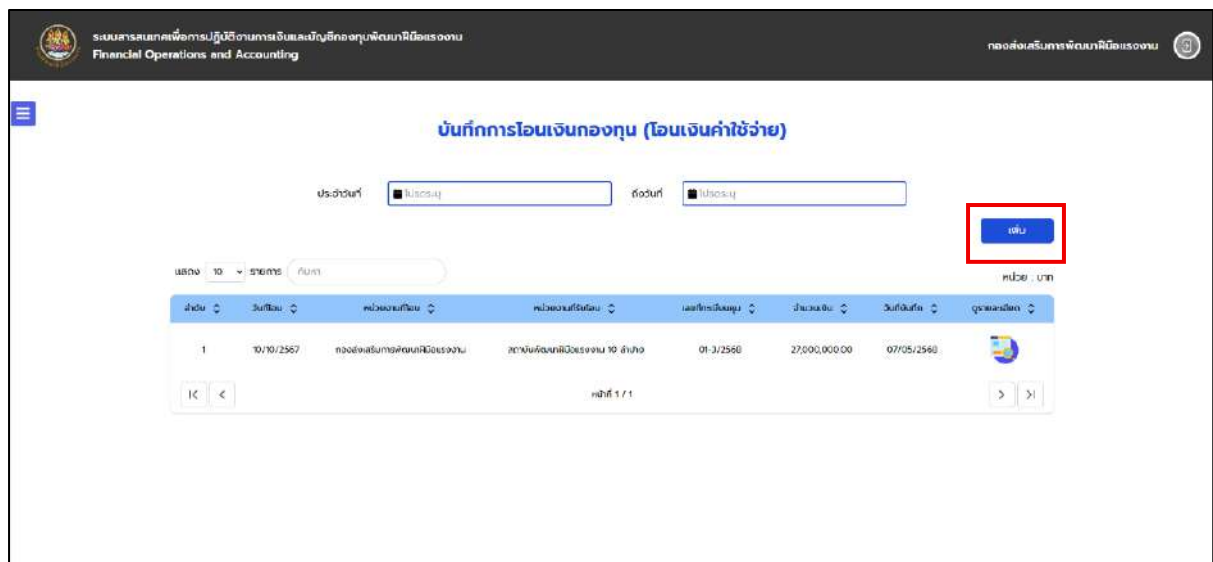 ระบบสารสนเทศเพื่อการปฏิบัติงานการเงินและบัญชีกองทุนพัฒนาฝีมือแรงงาน
Financial Operations and Accounting
กองส่งเสริมการพัฒนาฝีมือแรงงาน
บันทึกการโอนเงินกองทุน (โอนเงินค่าใช้จ่าย)
ประจำวันที่ โปรดระบุ ถึงวันที่ โปรดระบุ
เพิ่ม
แสดง 10 รายการ ค้นหา
หน่วย : บาท
ลำดับ วันที่โอน หน่วยงานที่โอน หน่วยงานที่รับโอน เลขที่ทะเบียนคุม จำนวนเงิน วันที่บันทึก ดูรายละเอียด
1 10/10/2567 กองส่งเสริมการพัฒนาฝีมือแรงงาน สถาบันพัฒนาฝีมือแรงงาน 10 ลำปาง 01-3/2568 27,000,000.00 07/05/2568
หน้าที่ 1 / 1